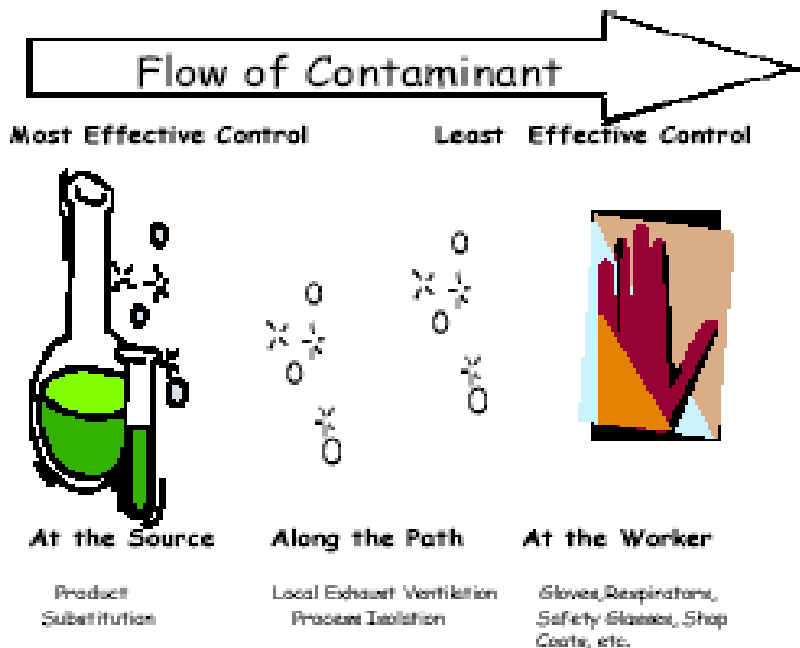 Flow of Contaminant
Most Effective Control
Least Effective Control
At the Source
Along the Path
At the Worker
Product
Substitution
Local Exhaust Ventilation
Process Isolation
Gloves,Respirators,
Safety Glasses, Shop
Coats, etc.